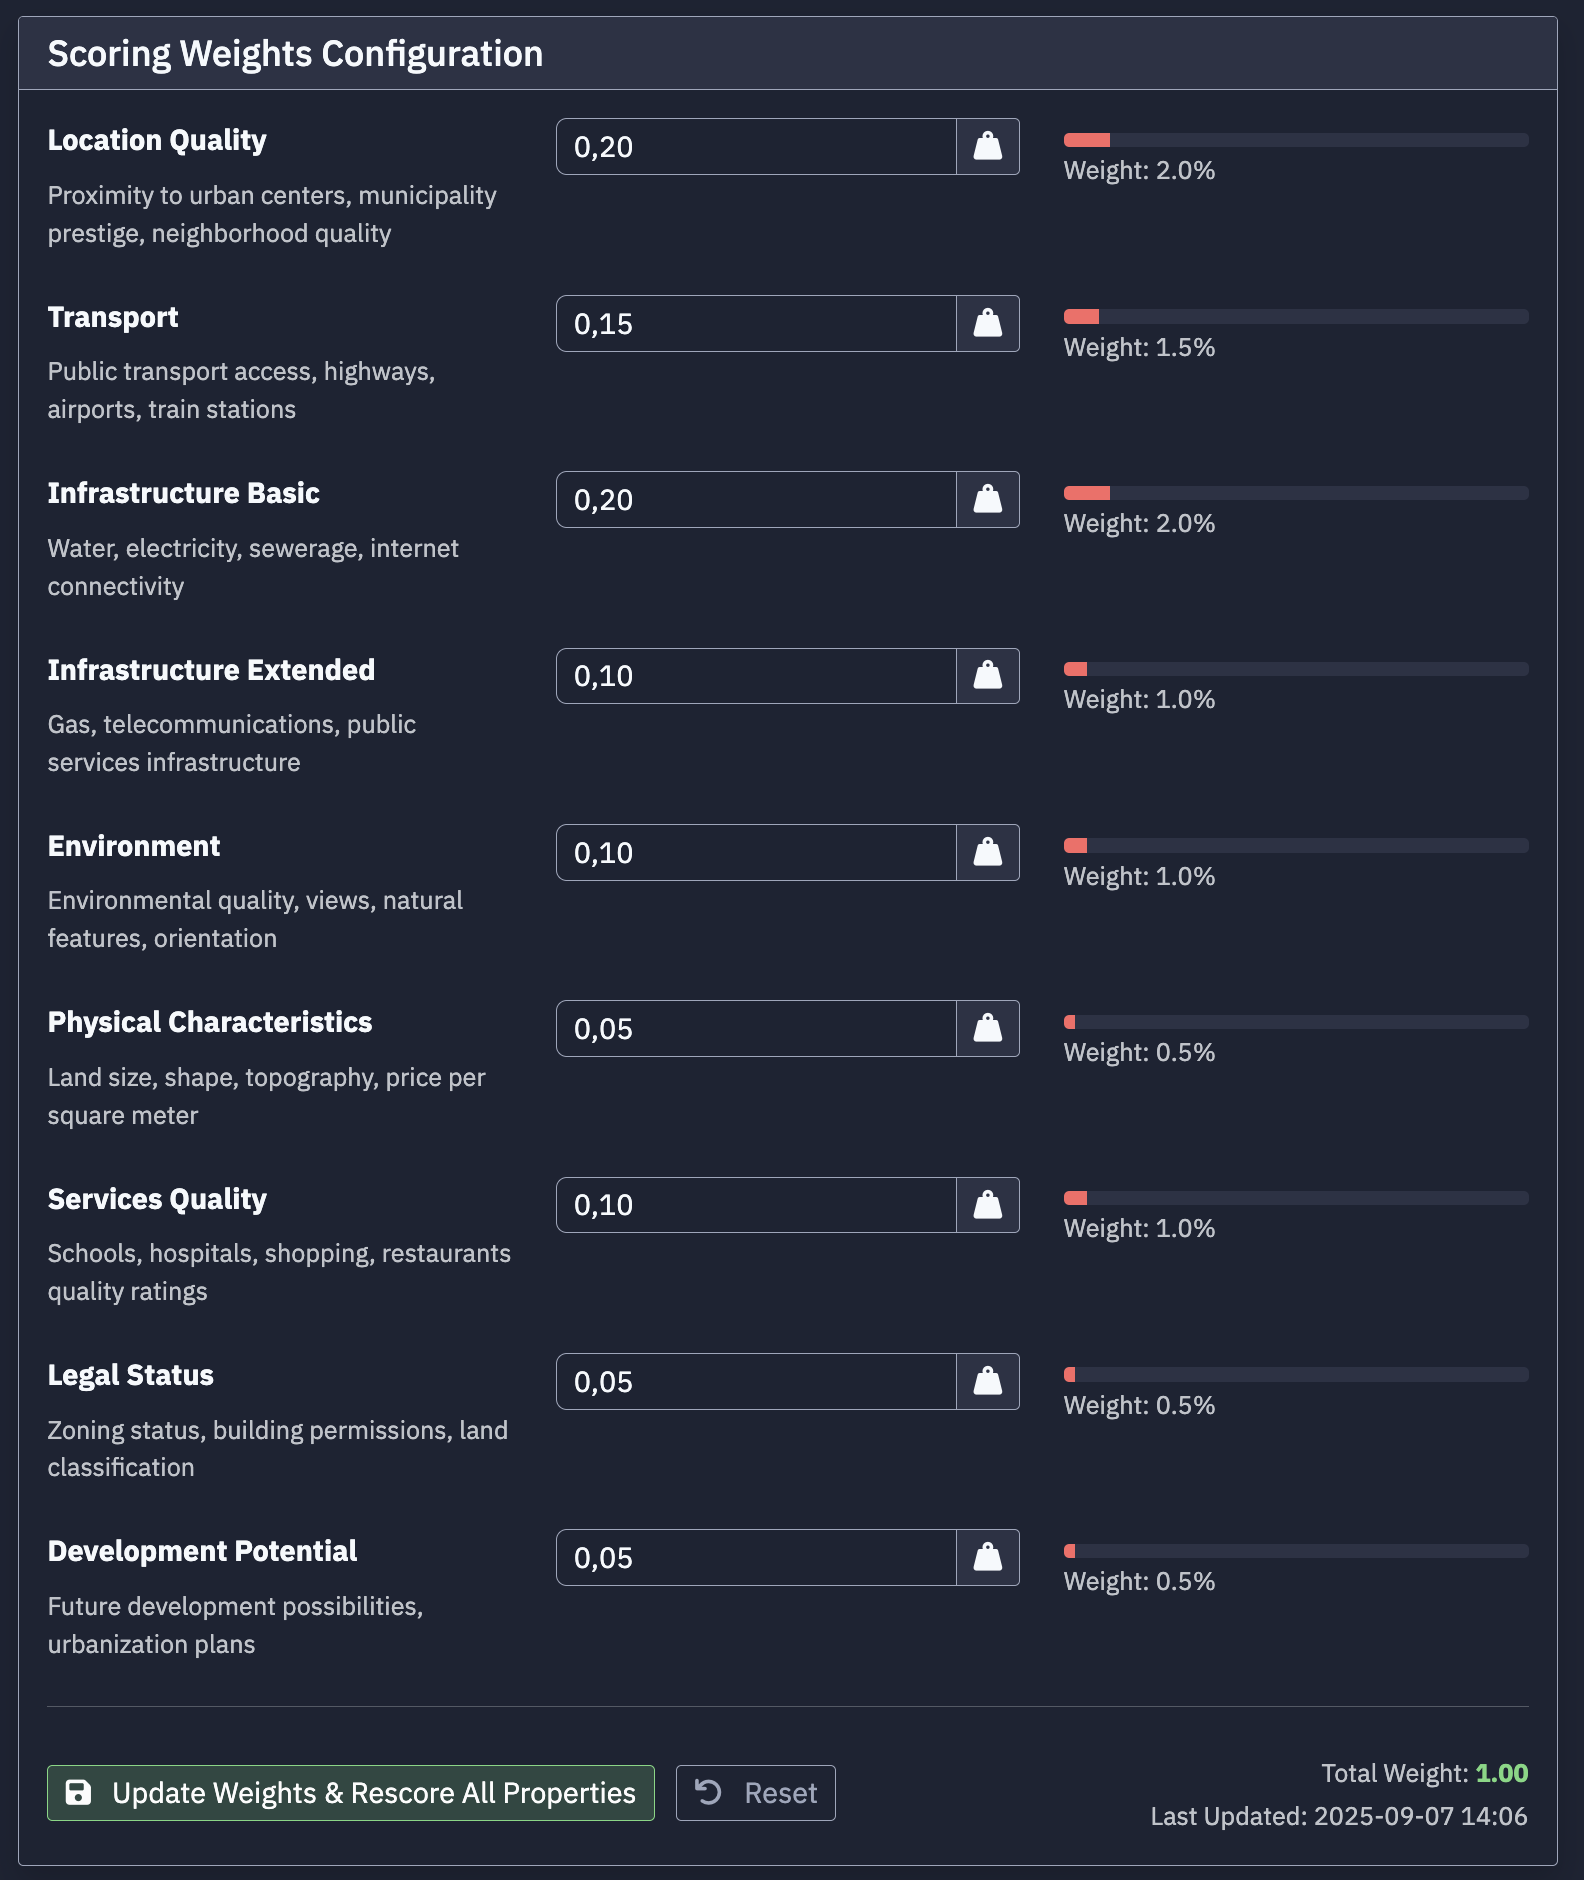 Scoring Weights Configuration
Location Quality
0,20
Weight: 2.0%
Proximity to urban centers, municipality
prestige, neighborhood quality
Transport
0,15
Weight: 1.5%
Public transport access, highways,
airports, train stations
Infrastructure Basic
0,20
Weight: 2.0%
Water, electricity, sewerage, internet
connectivity
Infrastructure Extended
0,10
Weight: 1.0%
Gas, telecommunications, public
services infrastructure
Environment
0,10
Weight: 1.0%
Environmental quality, views, natural
features, orientation
Physical Characteristics
0,05
Weight: 0.5%
Land size, shape, topography, price per
square meter
Services Quality
0,10
Weight: 1.0%
Schools, hospitals, shopping, restaurants
quality ratings
Legal Status
0,05
Weight: 0.5%
Zoning status, building permissions, land
classification
Development Potential
0,05
Weight: 0.5%
Future development possibilities,
urbanization plans
Update Weights & Rescore All Properties
Reset
Total Weight: 1.00
Last Updated: 2025-09-07 14:06